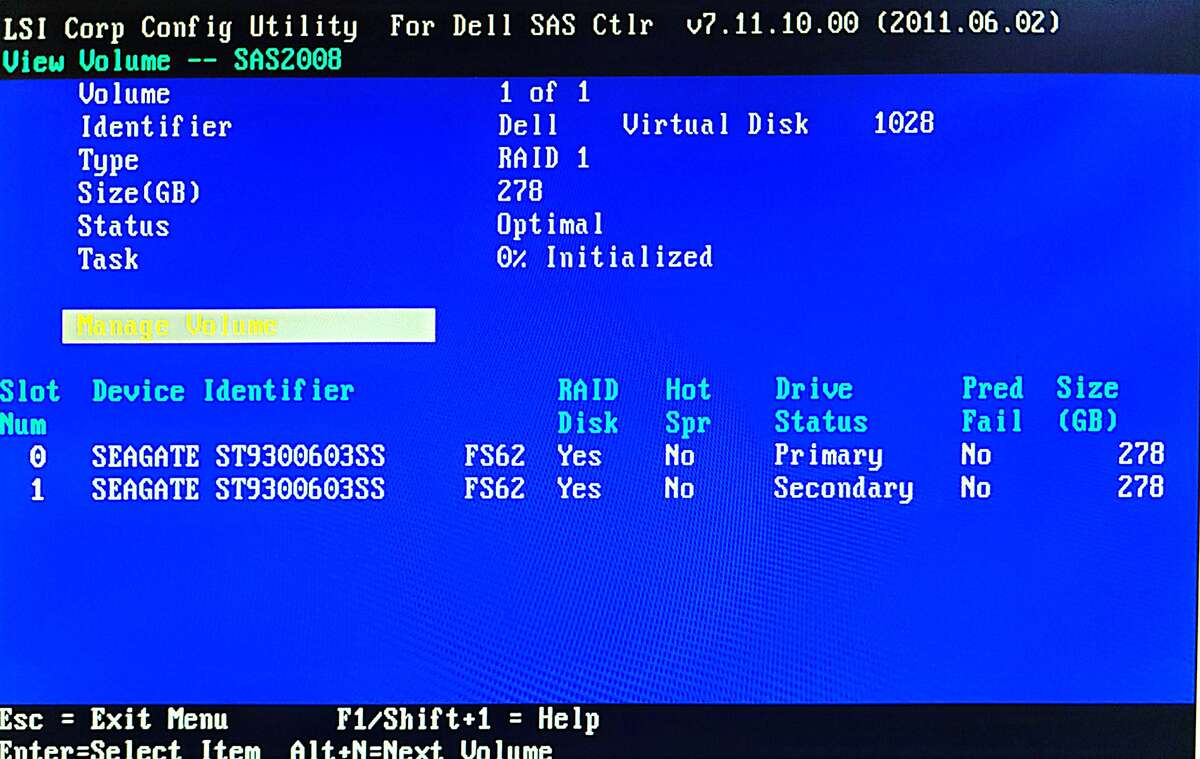 LSI Corp Config Utility For Dell SAS Ctlr v7.11.10.00 (2011.06.02)
View Volume -- SAS2008
Volume 1 of 1
Identifier Dell Virtual Disk 1028
Type RAID 1
Size(GB) 278
Status Optimal
Task 0% Initialized
Manage Volume
Slot Device Identifier RAID Hot Drive Pred Size
Num Disk Spr Status Fail (GB)
0 SEAGATE ST9300603SS FS62 Yes No Primary No 278
1 SEAGATE ST9300603SS FS62 Yes No Secondary No 278
Esc = Exit Menu F1/Shift+1 = Help
Enter=Select Item Alt+N=Next Volume